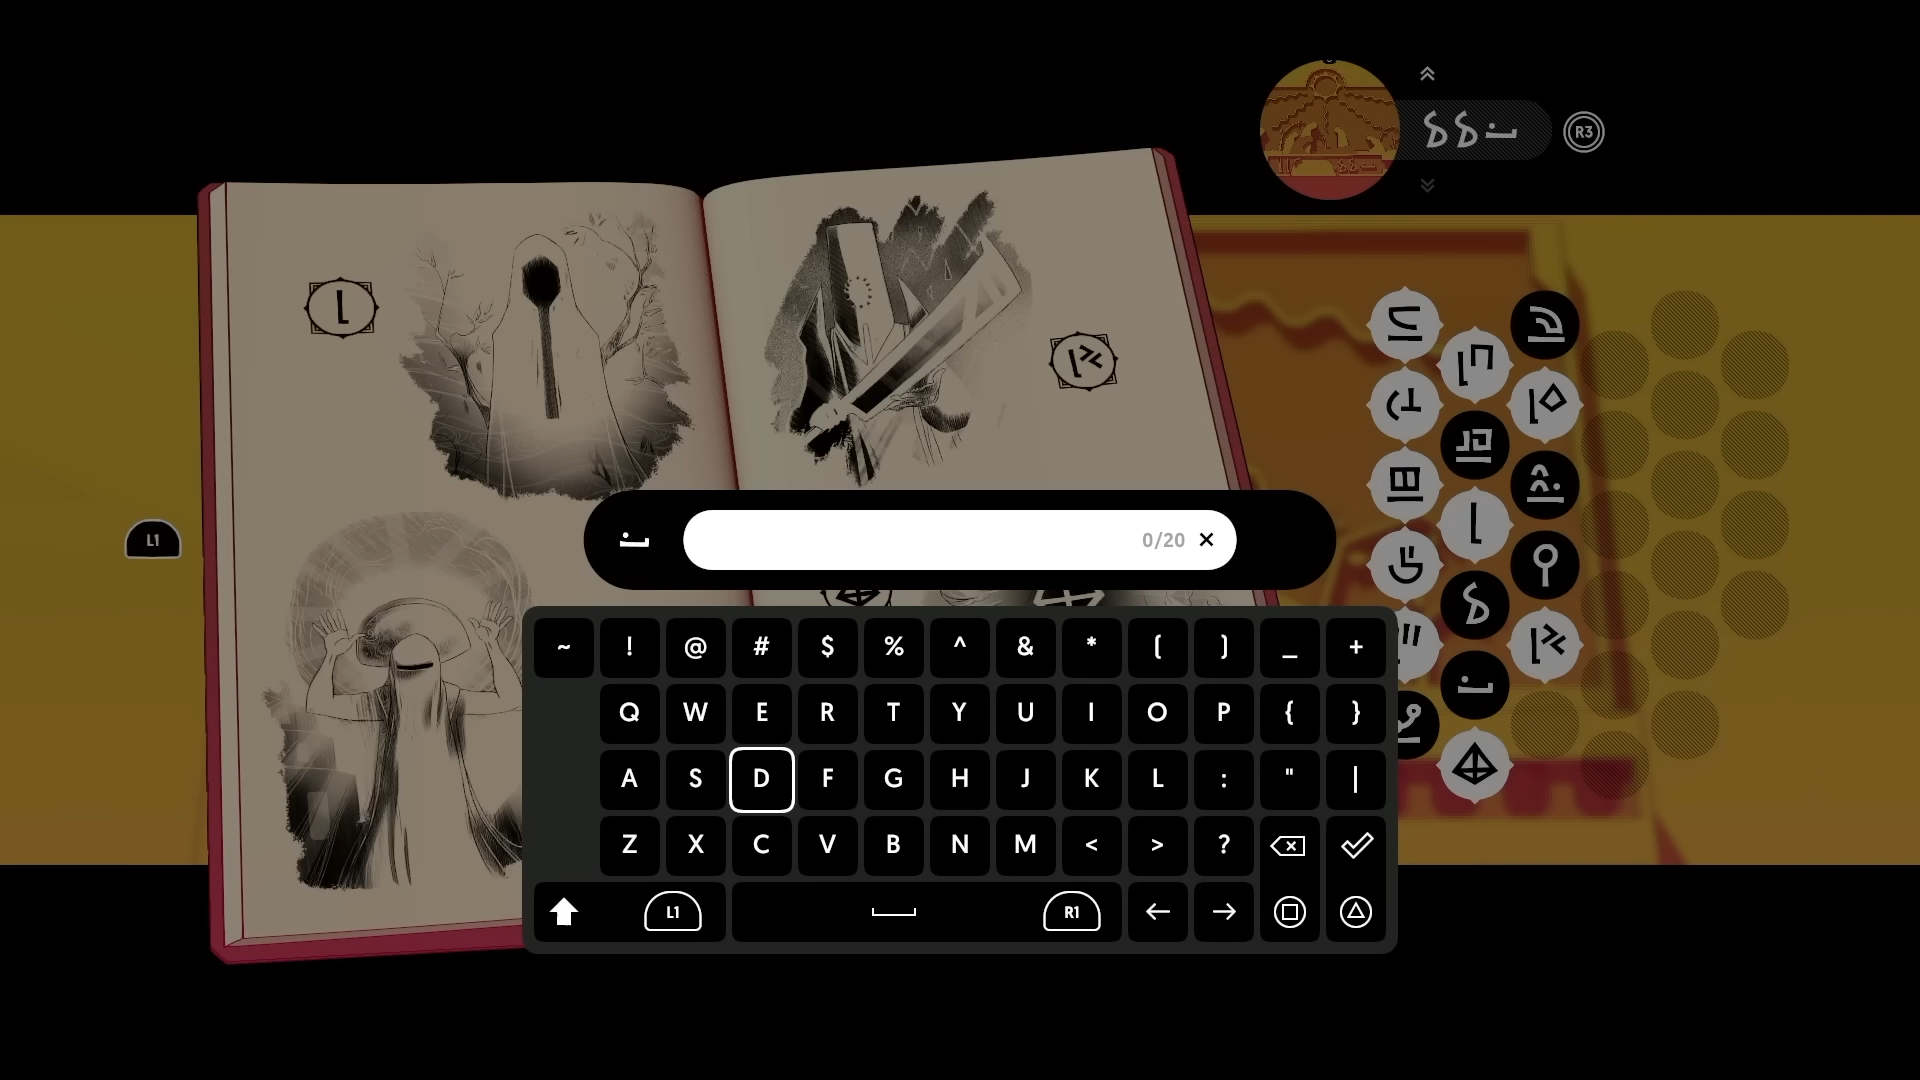 R3
L1
0/20 ×
~ ! @ # $ % ^ & * ( ) _ +
Q W E R T Y U I O P { }
A S D F G H J K L : " |
Z X C V B N M < > ?
L1 R1 ← →